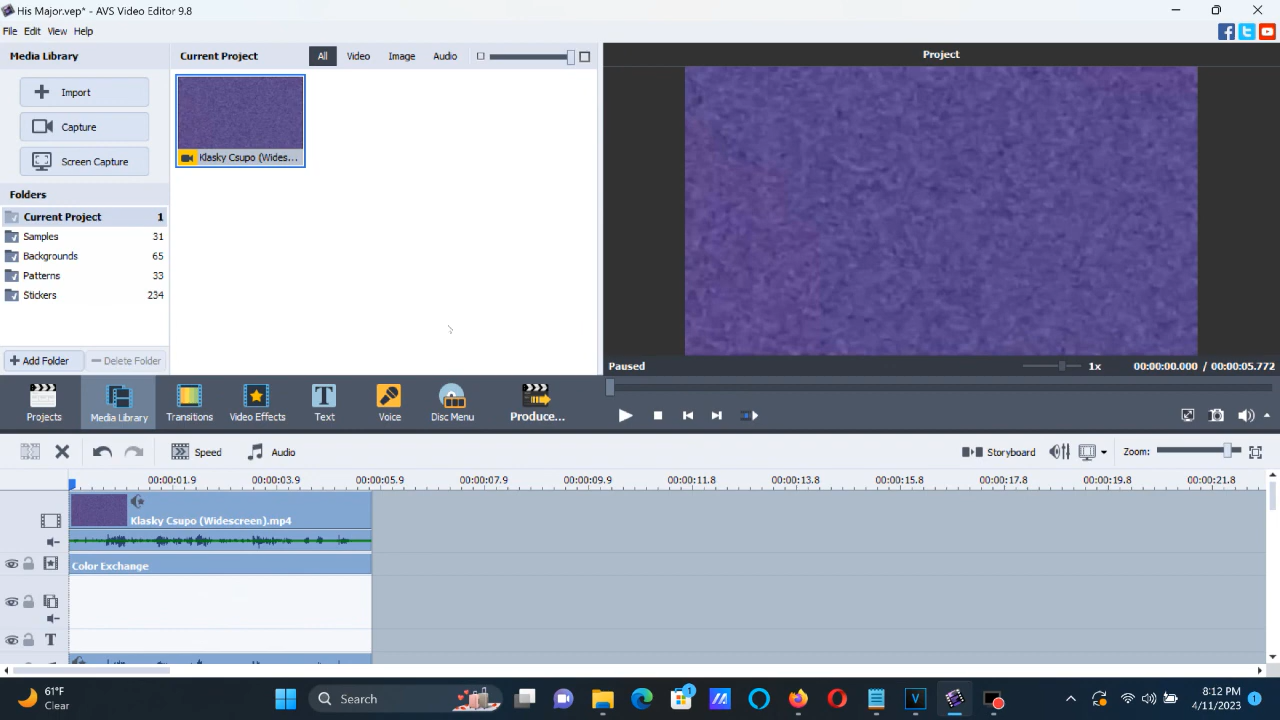 His Major.vep* - AVS Video Editor 9.8
File Edit View Help
Media Library
Current Project
All
Video
Image
Audio
Project
Import
Capture
Screen Capture
Klasky Csupo (Wides...
Folders
Current Project 1
Samples 31
Backgrounds 65
Patterns 33
Stickers 234
Add Folder
Delete Folder
Paused
1x
00:00:00.000 / 00:00:05.772
Projects
Media Library
Transitions
Video Effects
Text
Voice
Disc Menu
Produce...
Speed
Audio
Storyboard
Zoom:
00:00:01.9 00:00:03.9 00:00:05.9 00:00:07.9 00:00:09.9 00:00:11.8 00:00:13.8 00:00:15.8 00:00:17.8 00:00:19.8 00:00:21.8
Klasky Csupo (Widescreen).mp4
Color Exchange
T
61°F
Clear
Search
1
8:12 PM
4/11/2023
1